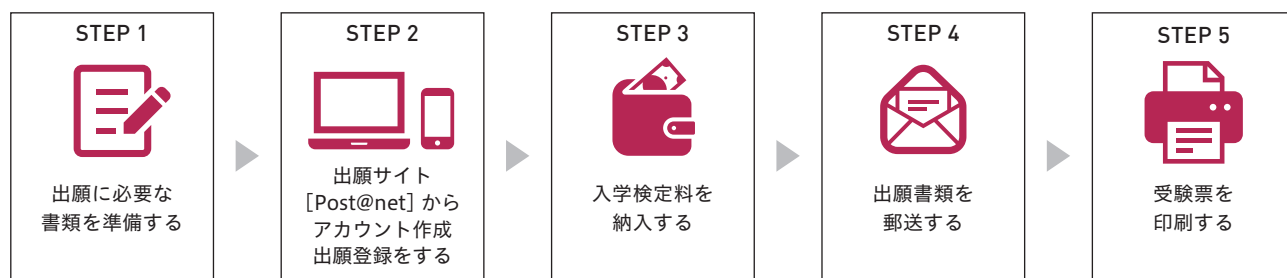 STEP 1
出願に必要な
書類を準備する
STEP 2
出願サイト
［Post@net］から
アカウント作成
出願登録をする
STEP 3
入学検定料を
納入する
STEP 4
出願書類を
郵送する
STEP 5
受験票を
印刷する